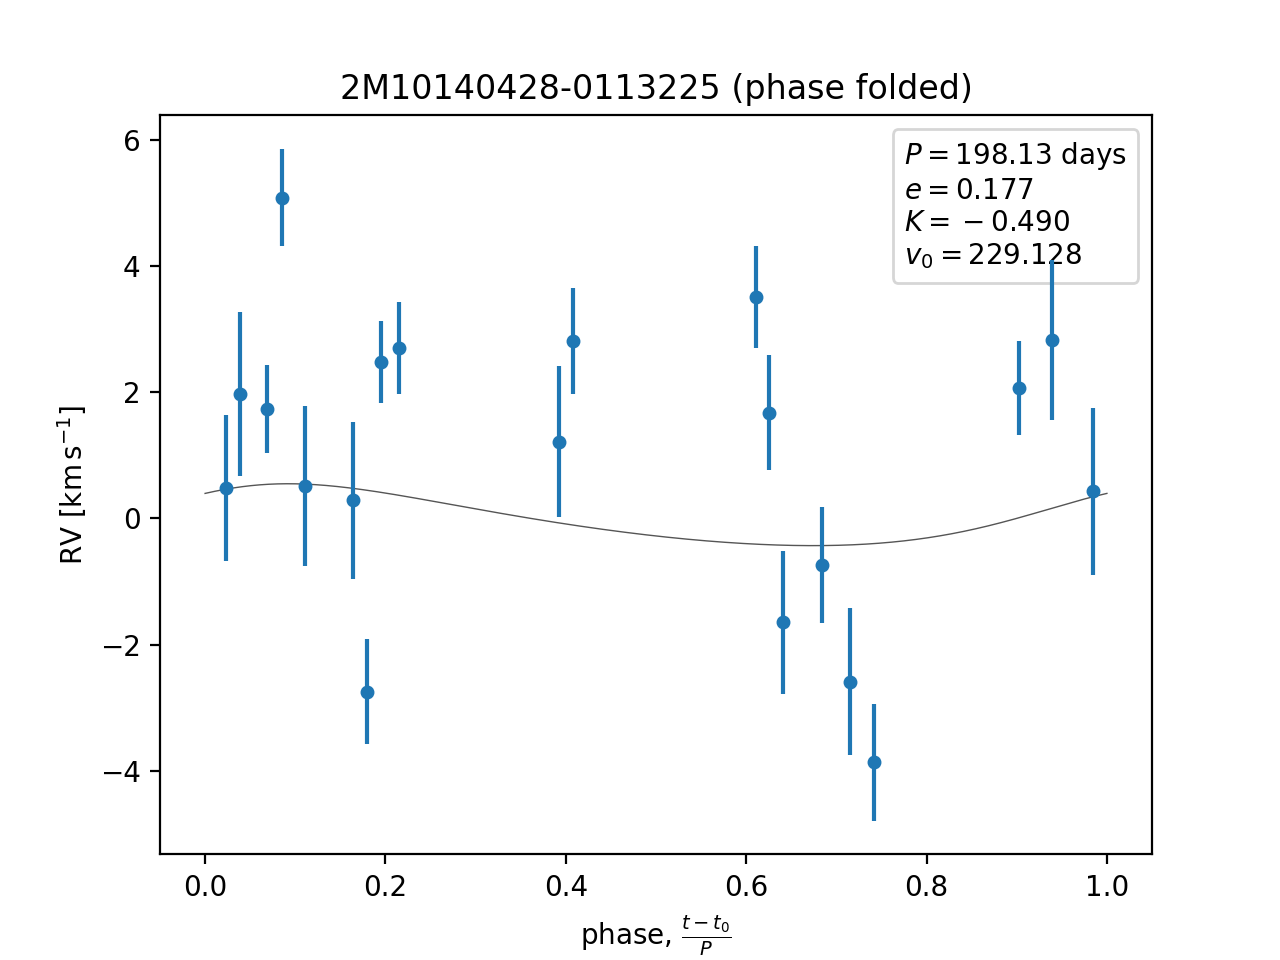 2M10140428-0113225 (phase folded)
P = 198.13 days
e = 0.177
K = −0.490
v₀ = 229.128
RV [km s⁻¹]
6
4
2
0
−2
−4
0.0 0.2 0.4 0.6 0.8 1.0
phase, (t − t₀)/P